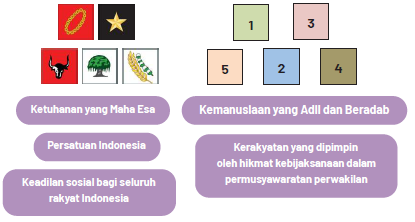 1
3
5
2
4
Ketuhanan yang Maha Esa
Kemanusiaan yang Adil dan Beradab
Persatuan Indonesia
Kerakyatan yang dipimpin
oleh hikmat kebijaksanaan dalam
permusyawaratan perwakilan
Keadilan sosial bagi seluruh
rakyat Indonesia